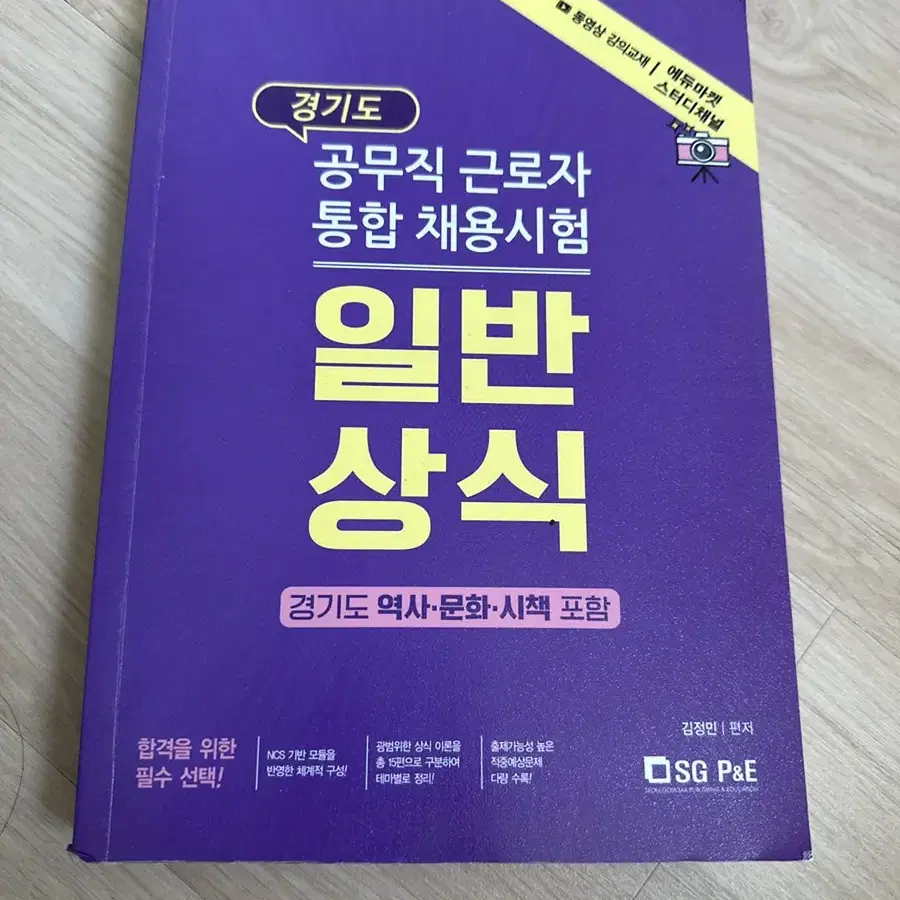 ▶ 동영상 강의교재 | 에듀마켓
스터디채널
경기도
공무직 근로자
통합 채용시험
일반
상식
경기도 역사·문화·시책 포함
합격을 위한
필수 선택!
NCS 기반 모듈을
반영한 체계적 구성!
광범위한 상식 이론을
총 15편으로 구분하여
테마별로 정리!
출제가능성 높은
적중예상문제
다량 수록!
김정민 | 편저
SG P&E
SEOULGOSIGAK PUBLISHING & EDUCATION